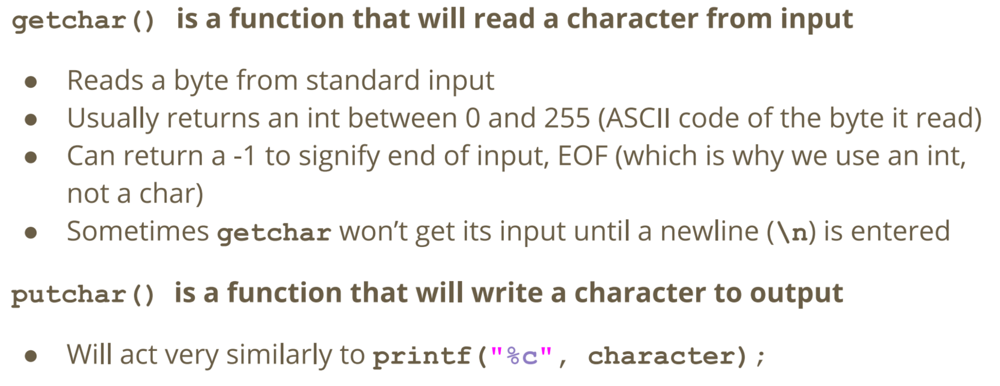 getchar() is a function that will read a character from input
● Reads a byte from standard input
● Usually returns an int between 0 and 255 (ASCII code of the byte it read)
● Can return a -1 to signify end of input, EOF (which is why we use an int,
not a char)
● Sometimes getchar won’t get its input until a newline (\n) is entered
putchar() is a function that will write a character to output
● Will act very similarly to printf("%c", character);